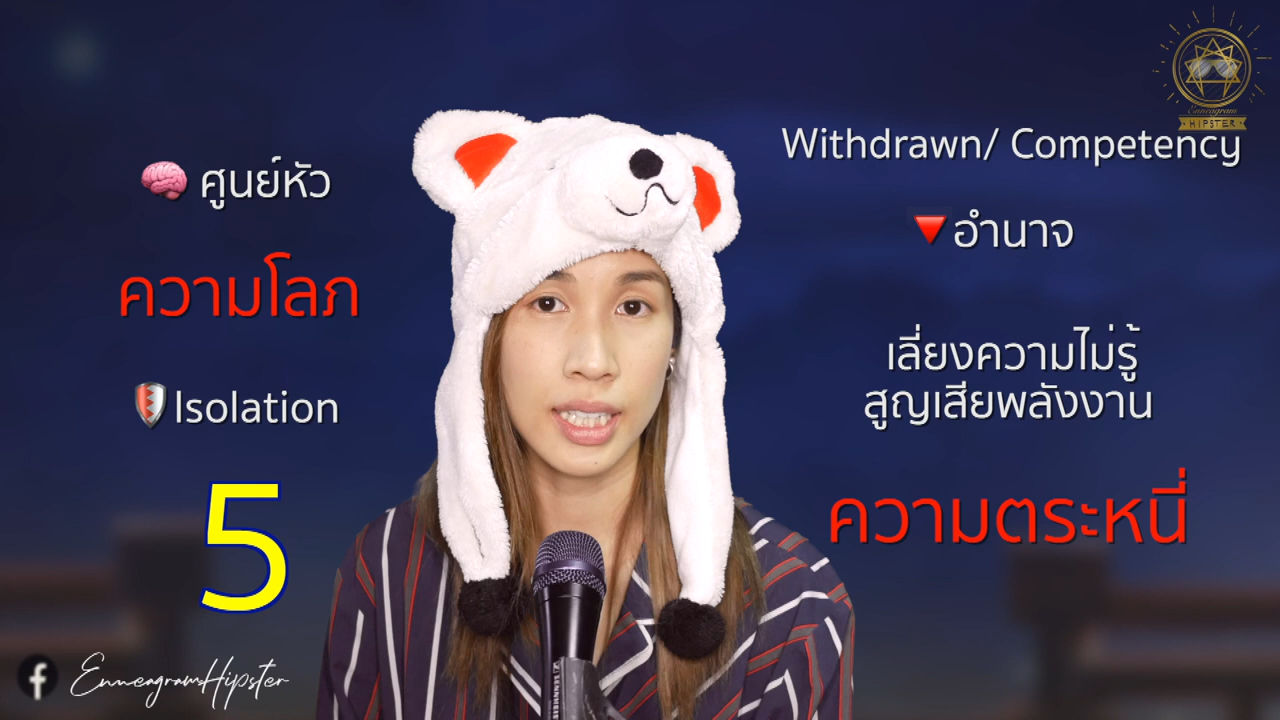 Enneagram
HIPSTER
🧠 ศูนย์หัว
ความโลภ
🛡Isolation
5
Withdrawn/ Competency
🔻อำนาจ
เลี่ยงความไม่รู้
สูญเสียพลังงาน
ความตระหนี่
f EnneagramHipster
SENNHEISER